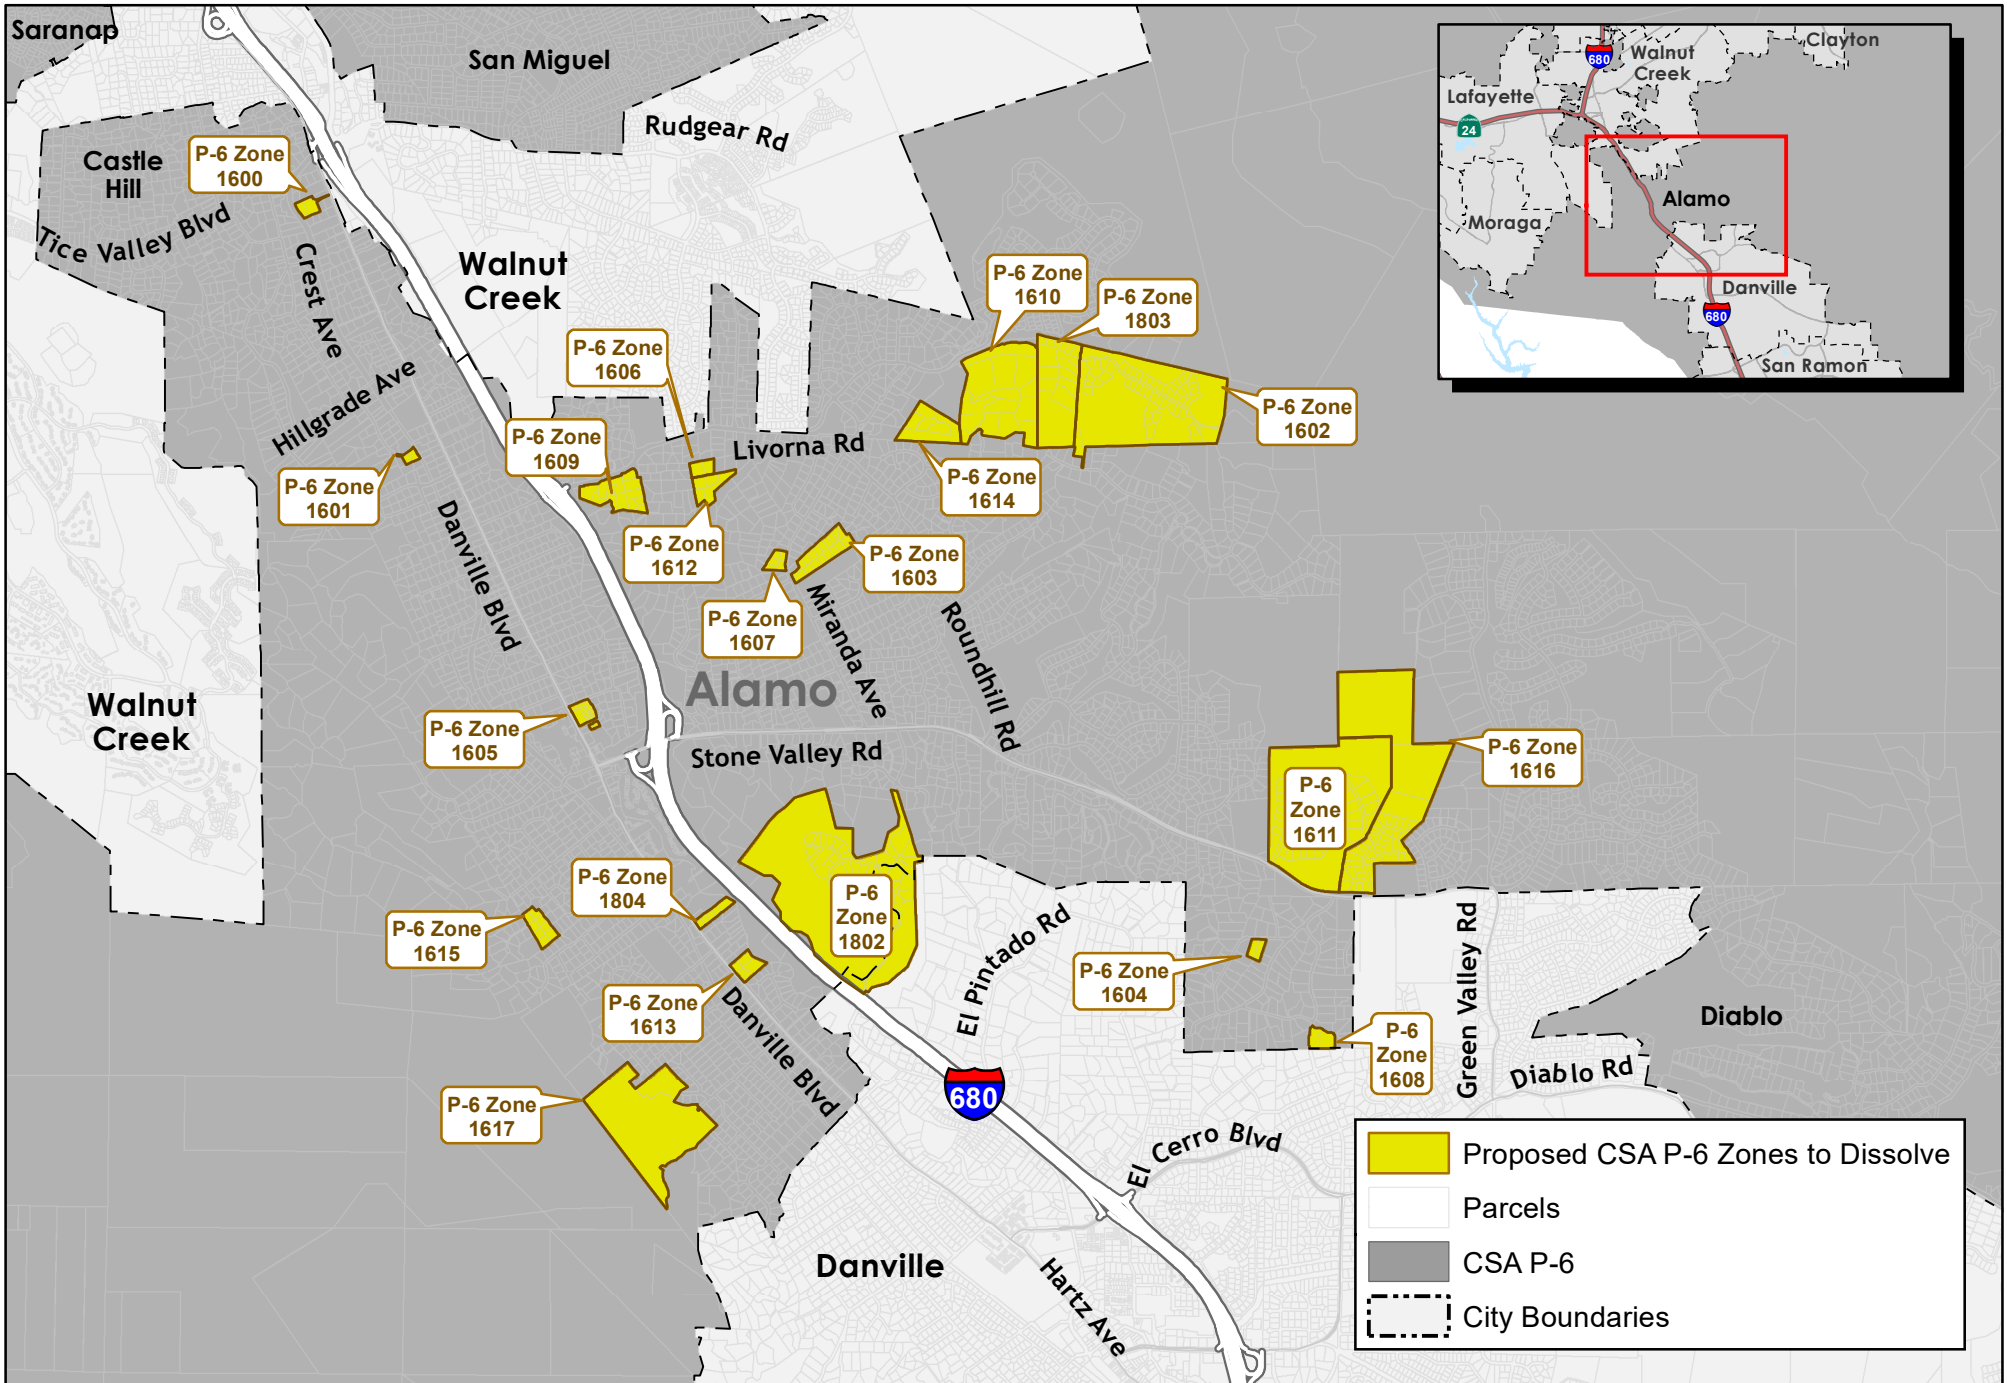 Saranap
San Miguel
Rudgear Rd
Castle
Hill
P-6 Zone
1600
Tice Valley Blvd
Crest Ave
Walnut
Creek
Hillgrade Ave
P-6 Zone
1601
P-6 Zone
1606
P-6 Zone
1609
Livorna Rd
P-6 Zone
1610
P-6 Zone
1803
P-6 Zone
1602
P-6 Zone
1614
P-6 Zone
1612
P-6 Zone
1603
P-6 Zone
1607
Danville Blvd
Miranda Ave
Roundhill Rd
Alamo
Walnut
Creek
P-6 Zone
1605
Stone Valley Rd
P-6 Zone
1616
P-6
Zone
1611
P-6 Zone
1804
P-6
Zone
1802
P-6 Zone
1615
P-6 Zone
1613
Danville Blvd
El Pintado Rd
P-6 Zone
1604
P-6
Zone
1608
Green Valley Rd
Diablo
Diablo Rd
P-6 Zone
1617
680
El Cerro Blvd
Danville
Hartz Ave
680
Walnut
Creek
Clayton
Lafayette
24
Moraga
Alamo
Danville
680
San Ramon
Proposed CSA P-6 Zones to Dissolve
Parcels
CSA P-6
City Boundaries